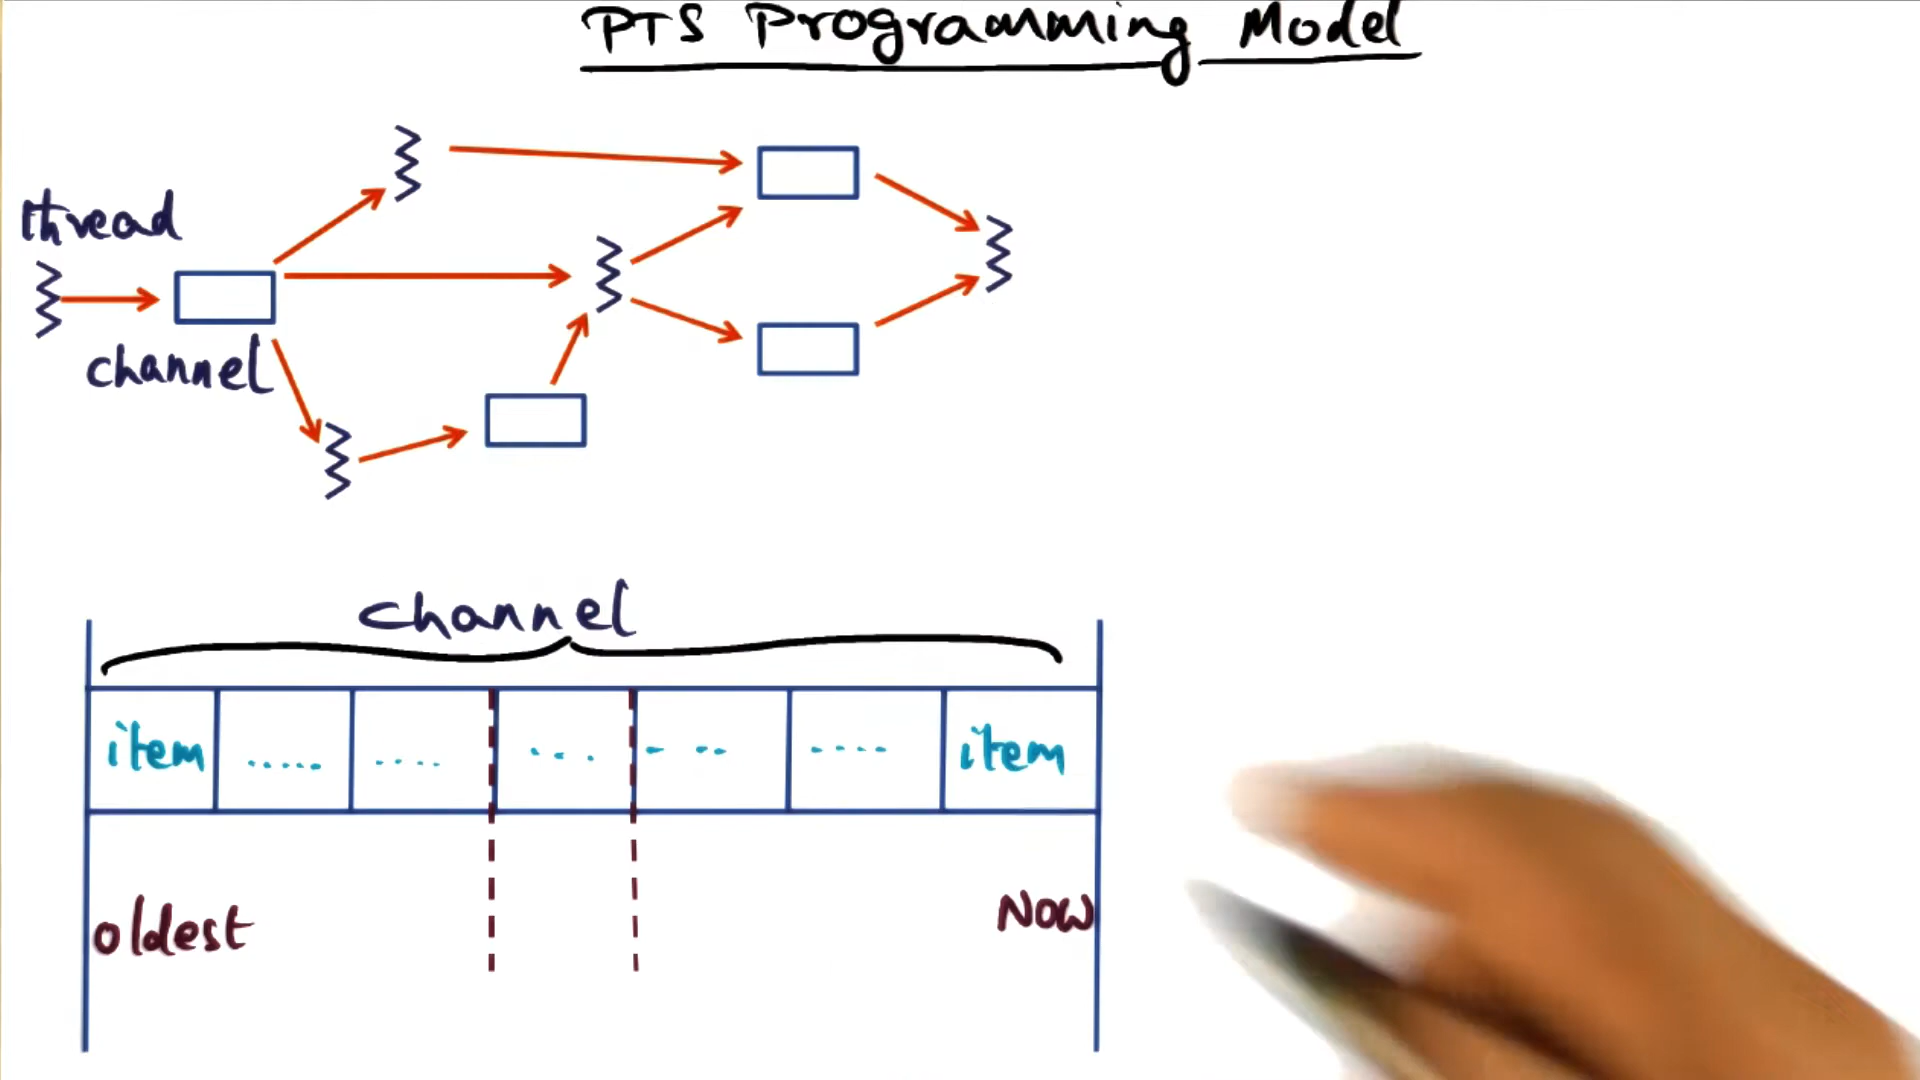 PTS Programming Model
thread
channel
channel
item ..... .... .... - -- .... item
oldest Now